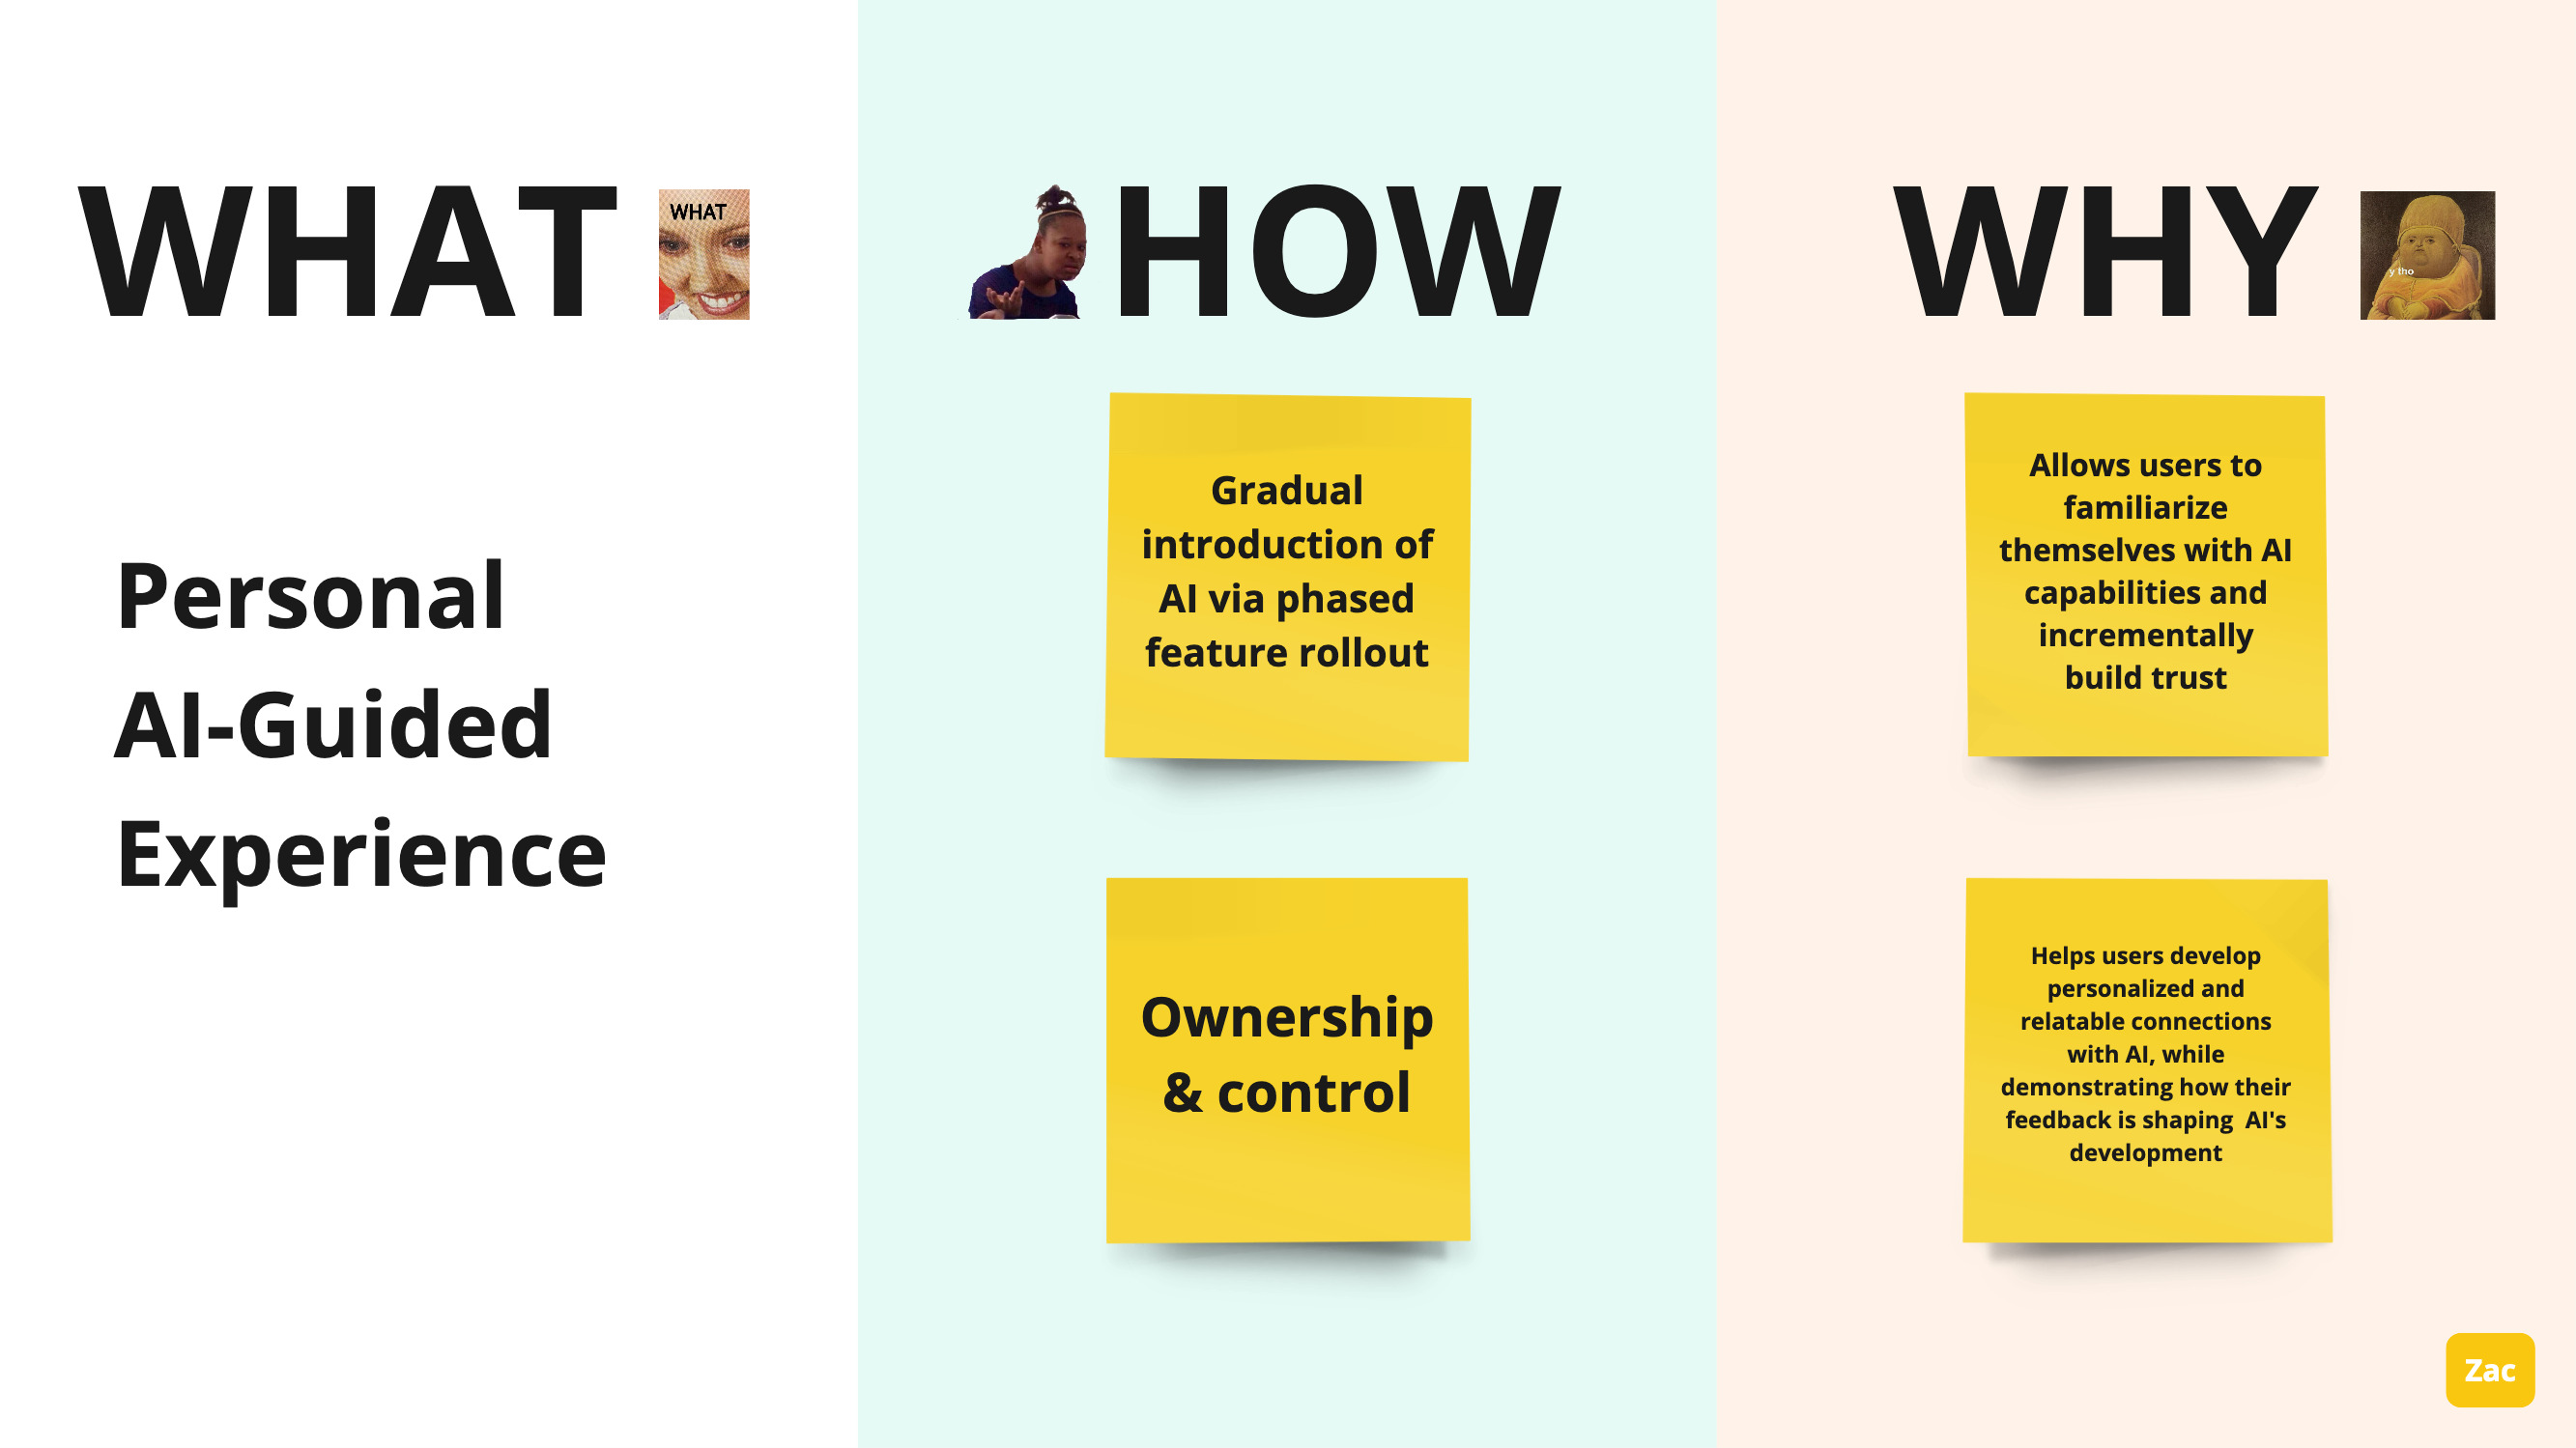 WHAT
WHAT
Personal
AI-Guided
Experience
HOW
Gradual
introduction of
AI via phased
feature rollout
Ownership
& control
WHY
y tho
Allows users to
familiarize
themselves with AI
capabilities and
incrementally
build trust
Helps users develop
personalized and
relatable connections
with AI, while
demonstrating how their
feedback is shaping  AI's
development
Zac